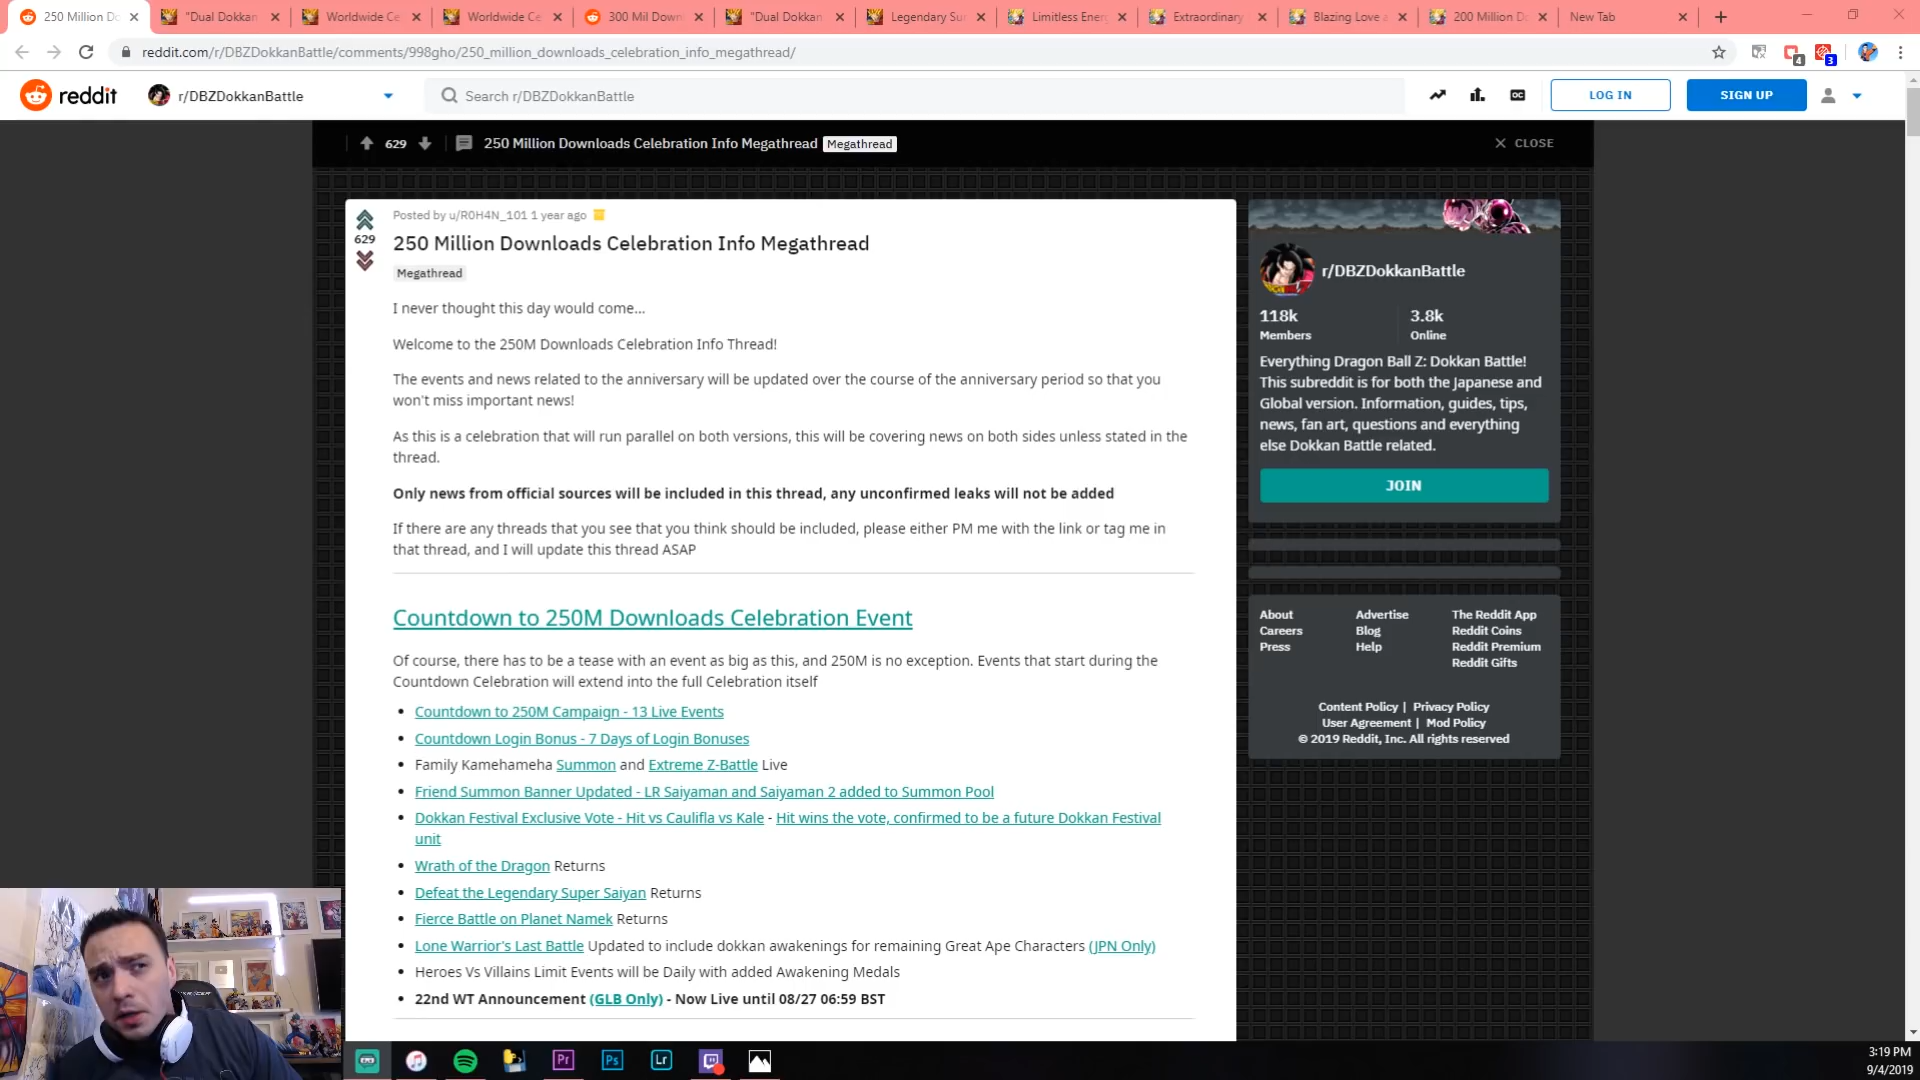 250 Million Do
"Dual Dokkan
Worldwide Ce
Worldwide Ce
300 Mil Down
"Dual Dokkan
Legendary Su
Limitless Energ
Extraordinary
Blazing Love a
200 Million Do
New Tab
reddit.com/r/DBZDokkanBattle/comments/998gho/250_million_downloads_celebration_info_megathread/
4
3
reddit
r/DBZDokkanBattle
Search r/DBZDokkanBattle
OC
LOG IN
SIGN UP
629
250 Million Downloads Celebration Info Megathread Megathread
CLOSE
Posted by u/R0H4N_101 1 year ago
629
250 Million Downloads Celebration Info Megathread
Megathread
I never thought this day would come...
Welcome to the 250M Downloads Celebration Info Thread!
The events and news related to the anniversary will be updated over the course of the anniversary period so that you
won't miss important news!
As this is a celebration that will run parallel on both versions, this will be covering news on both sides unless stated in the
thread.
Only news from official sources will be included in this thread, any unconfirmed leaks will not be added
If there are any threads that you see that you think should be included, please either PM me with the link or tag me in
that thread, and I will update this thread ASAP
Countdown to 250M Downloads Celebration Event
Of course, there has to be a tease with an event as big as this, and 250M is no exception. Events that start during the
Countdown Celebration will extend into the full Celebration itself
• Countdown to 250M Campaign - 13 Live Events
• Countdown Login Bonus - 7 Days of Login Bonuses
• Family Kamehameha Summon and Extreme Z-Battle Live
• Friend Summon Banner Updated - LR Saiyaman and Saiyaman 2 added to Summon Pool
• Dokkan Festival Exclusive Vote - Hit vs Caulifla vs Kale - Hit wins the vote, confirmed to be a future Dokkan Festival
unit
• Wrath of the Dragon Returns
• Defeat the Legendary Super Saiyan Returns
• Fierce Battle on Planet Namek Returns
• Lone Warrior's Last Battle Updated to include dokkan awakenings for remaining Great Ape Characters (JPN Only)
• Heroes Vs Villains Limit Events will be Daily with added Awakening Medals
• 22nd WT Announcement (GLB Only) - Now Live until 08/27 06:59 BST
r/DBZDokkanBattle
118k
Members
3.8k
Online
Everything Dragon Ball Z: Dokkan Battle!
This subreddit is for both the Japanese and
Global version. Information, guides, tips,
news, fan art, questions and everything
else Dokkan Battle related.
JOIN
About Advertise The Reddit App
Careers Blog Reddit Coins
Press Help Reddit Premium
Reddit Gifts
Content Policy | Privacy Policy
User Agreement | Mod Policy
© 2019 Reddit, Inc. All rights reserved
Pr
Ps
Lr
3:19 PM
9/4/2019